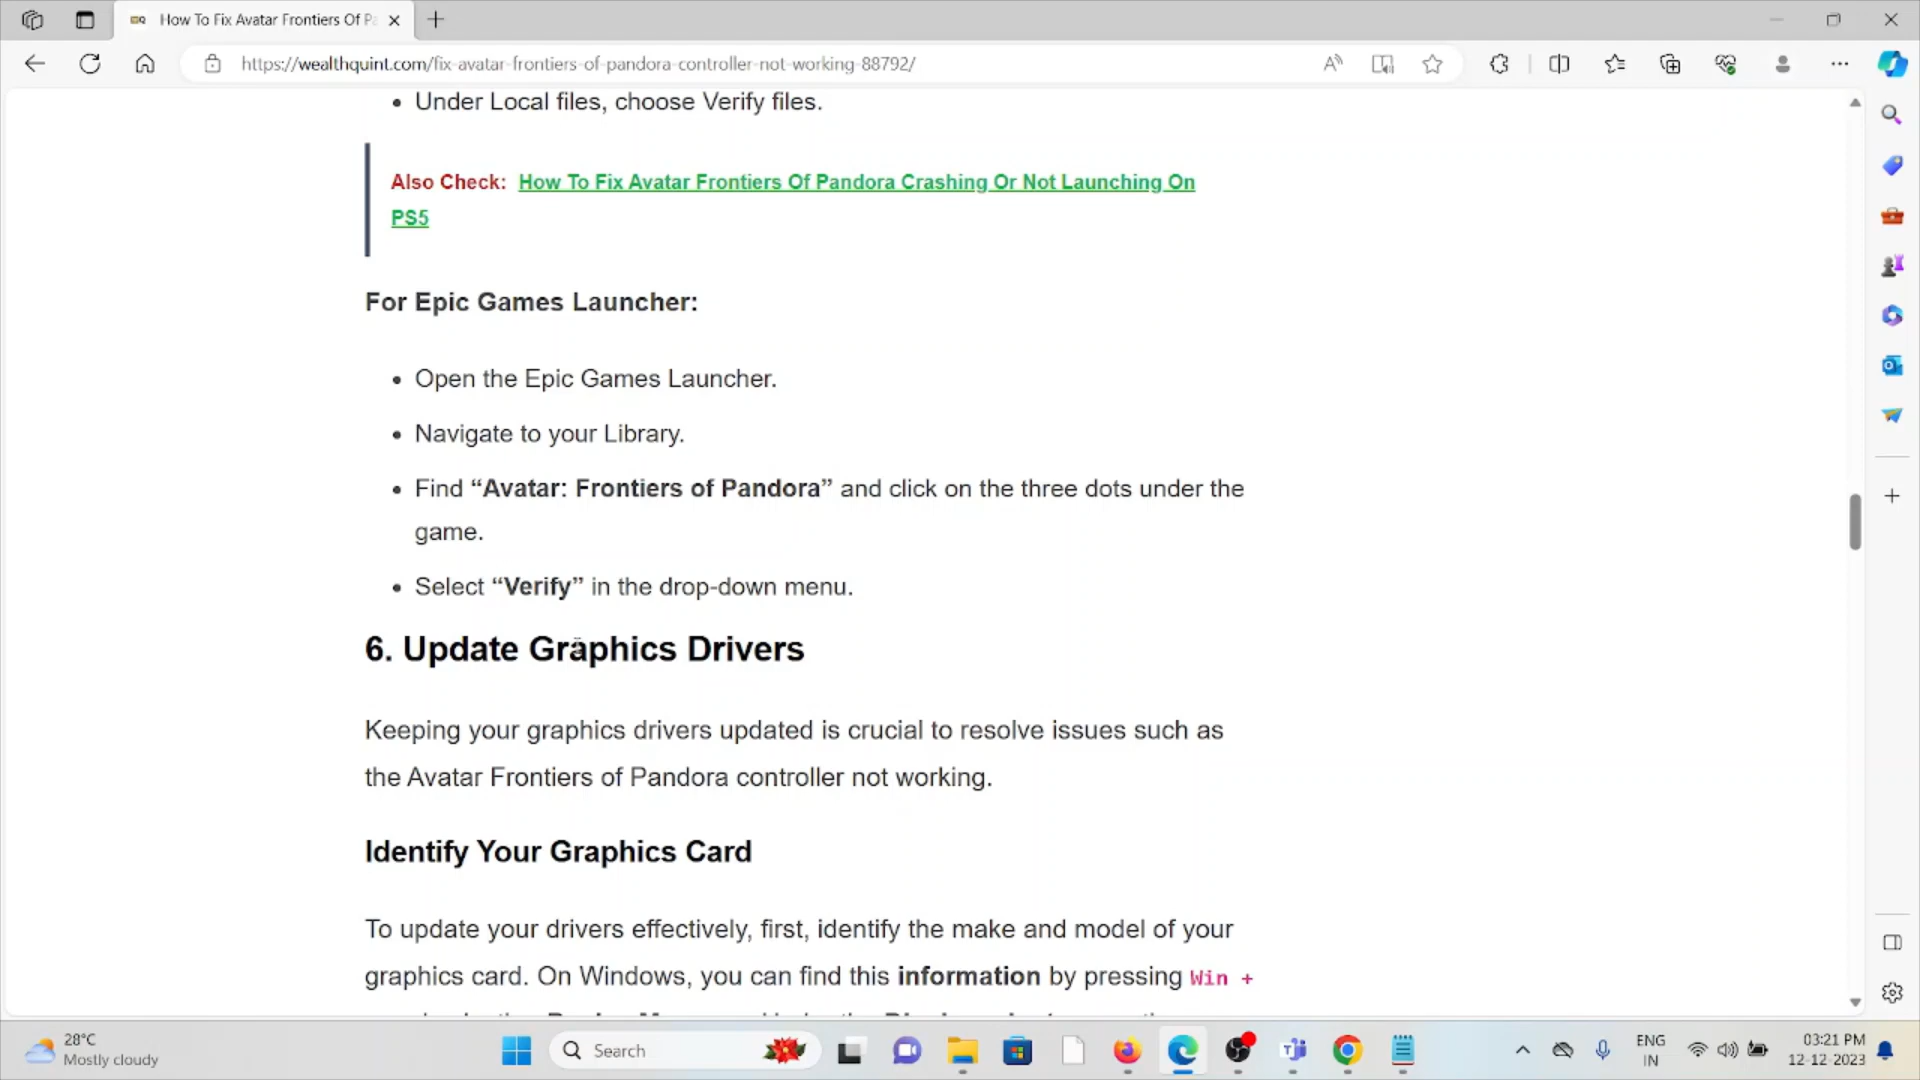 How To Fix Avatar Frontiers Of Pa
https://wealthquint.com/fix-avatar-frontiers-of-pandora-controller-not-working-88792/
• Under Local files, choose Verify files.
Also Check: How To Fix Avatar Frontiers Of Pandora Crashing Or Not Launching On
PS5
For Epic Games Launcher:
• Open the Epic Games Launcher.
• Navigate to your Library.
• Find “Avatar: Frontiers of Pandora” and click on the three dots under the
game.
• Select “Verify” in the drop-down menu.
6. Update Graphics Drivers
Keeping your graphics drivers updated is crucial to resolve issues such as
the Avatar Frontiers of Pandora controller not working.
Identify Your Graphics Card
To update your drivers effectively, first, identify the make and model of your
graphics card. On Windows, you can find this information by pressing Win +
28°C
Mostly cloudy
Search
ENG
IN
03:21 PM
12-12-2023